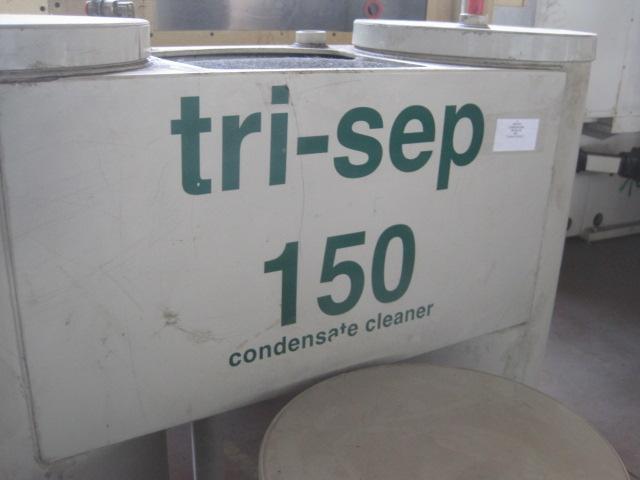 tri-sep
150
condensate cleaner